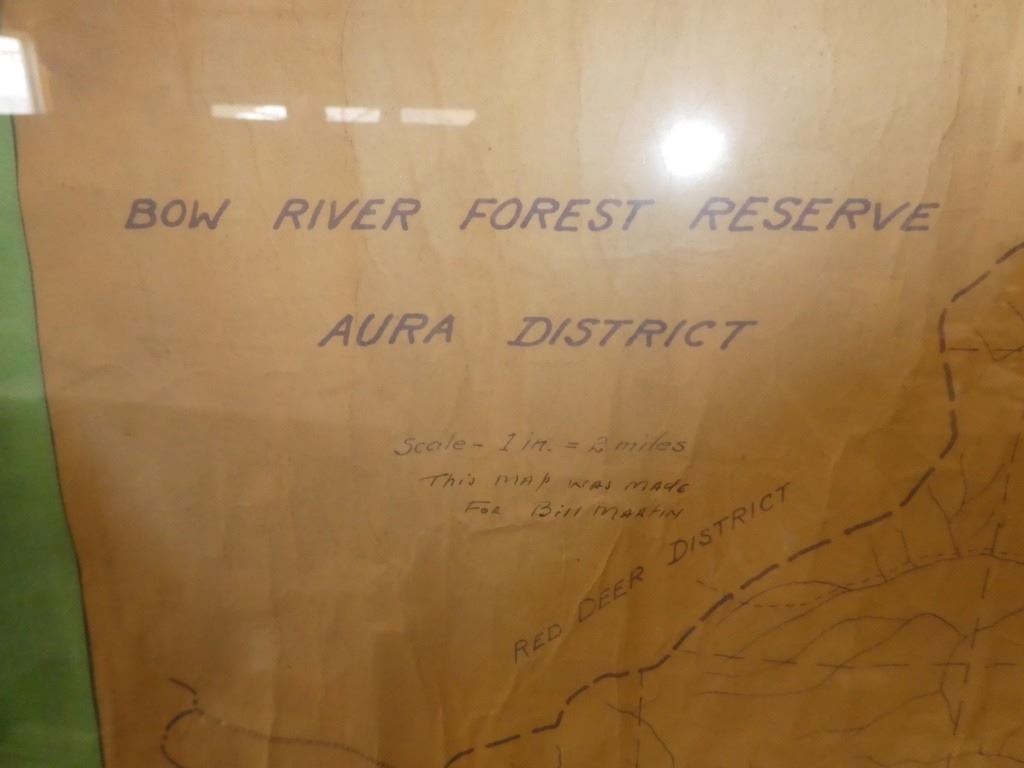 BOW RIVER FOREST RESERVE
AURA DISTRICT
Scale - 1 in. = 2 miles
This MAP WAS MADE
FOR Bill MARTIN
RED DEER DISTRICT